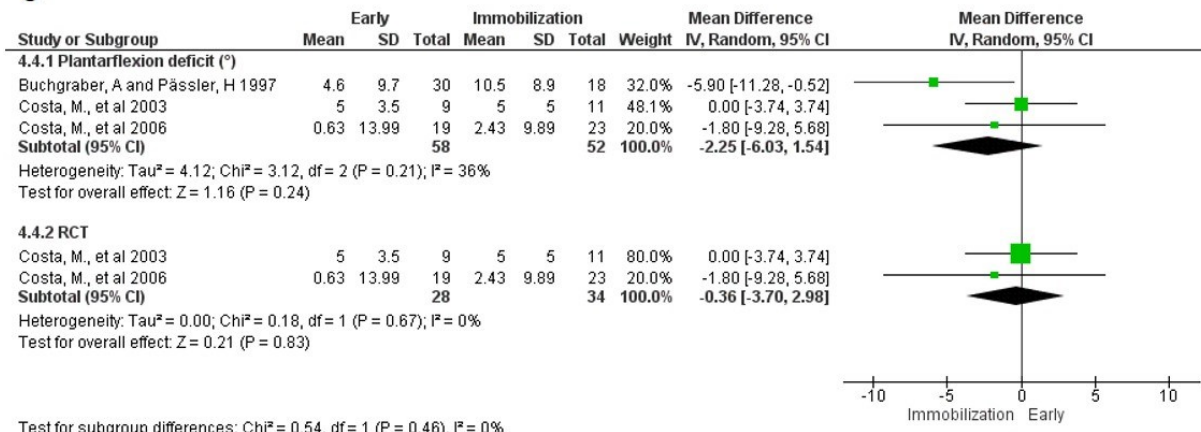 Early Immobilization Mean Difference Mean Difference
Study or Subgroup Mean SD Total Mean SD Total Weight IV, Random, 95% CI IV, Random, 95% CI
4.4.1 Plantarflexion deficit (°)
Buchgraber, A and Pässler, H 1997 4.6 9.7 30 10.5 8.9 18 32.0% -5.90 [-11.28, -0.52]
Costa, M., et al 2003 5 3.5 9 5 5 11 48.1% 0.00 [-3.74, 3.74]
Costa, M., et al 2006 0.63 13.99 19 2.43 9.89 23 20.0% -1.80 [-9.28, 5.68]
Subtotal (95% CI) 58 52 100.0% -2.25 [-6.03, 1.54]
Heterogeneity: Tau² = 4.12; Chi² = 3.12, df = 2 (P = 0.21); I² = 36%
Test for overall effect: Z = 1.16 (P = 0.24)
4.4.2 RCT
Costa, M., et al 2003 5 3.5 9 5 5 11 80.0% 0.00 [-3.74, 3.74]
Costa, M., et al 2006 0.63 13.99 19 2.43 9.89 23 20.0% -1.80 [-9.28, 5.68]
Subtotal (95% CI) 28 34 100.0% -0.36 [-3.70, 2.98]
Heterogeneity: Tau² = 0.00; Chi² = 0.18, df = 1 (P = 0.67); I² = 0%
Test for overall effect: Z = 0.21 (P = 0.83)
-10 -5 0 5 10
Immobilization Early
Test for subgroup differences: Chi² = 0.54, df = 1 (P = 0.46), I² = 0%